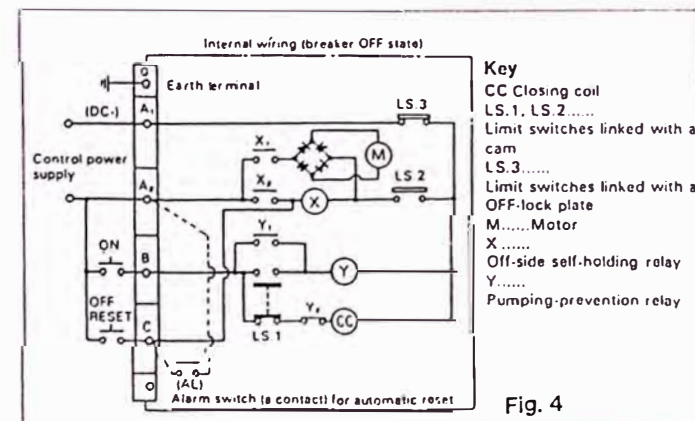 Internal wiring (breaker OFF state)
Earth terminal
(DC-)
A₁
LS.3
Control power
supply
X₁
M
X₂
A₂
X
LS 2
ON
B
Y₁
Y
OFF
RESET
C
LS.1
Y₂
CC
(AL)
Alarm switch (a contact) for automatic reset
Key
CC Closing coil
LS.1, LS.2......
Limit switches linked with a
cam
LS.3......
Limit switches linked with a
OFF-lock plate
M......Motor
X ......
Off-side self-holding relay
Y......
Pumping-prevention relay
Fig. 4